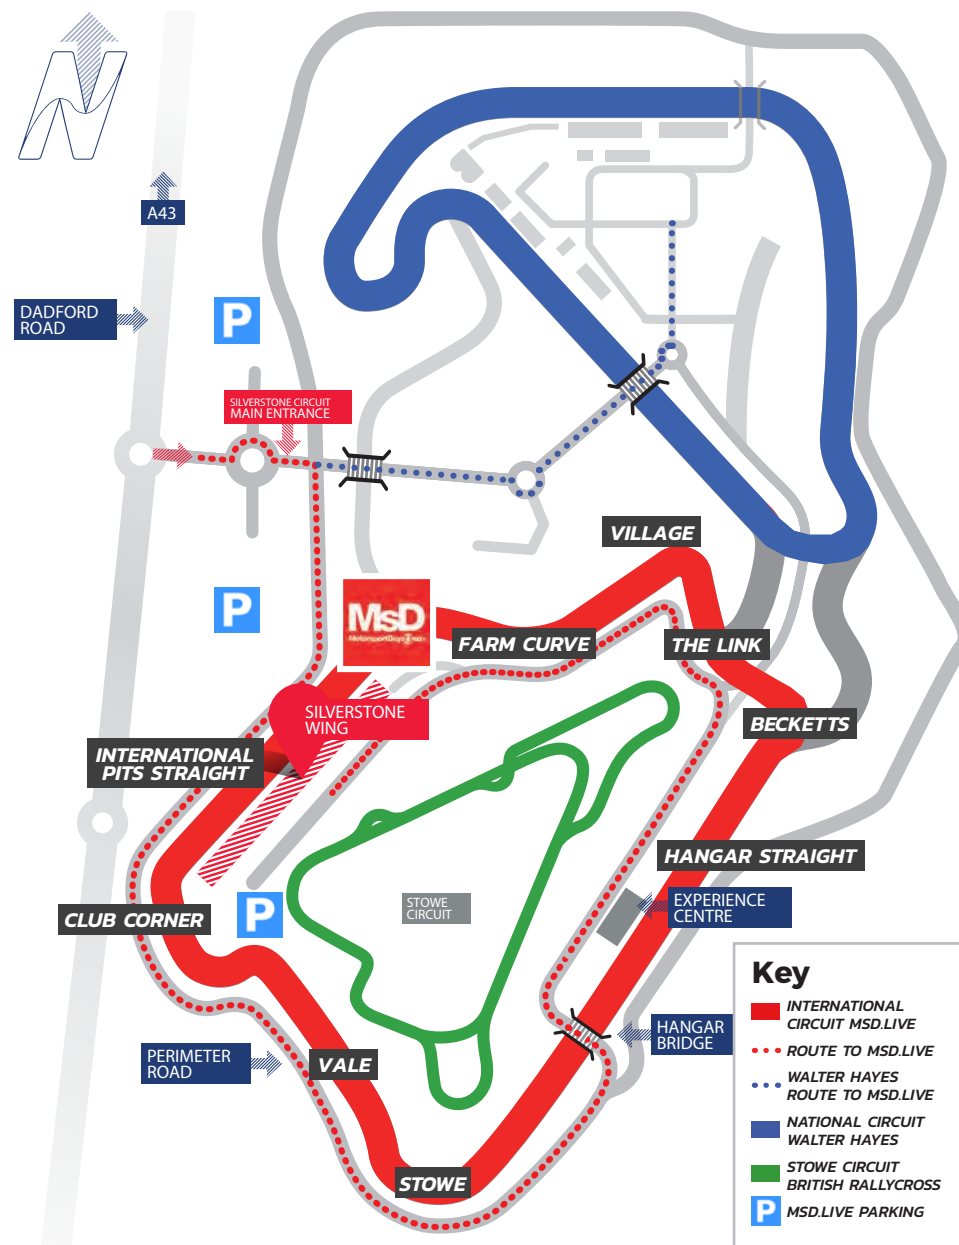 A43
DADFORD
ROAD
P
SILVERSTONE CIRCUIT
MAIN ENTRANCE
VILLAGE
P
MSD
FARM CURVE
THE LINK
SILVERSTONE
WING
BECKETTS
INTERNATIONAL
PITS STRAIGHT
HANGAR STRAIGHT
CLUB CORNER
P
STOWE
CIRCUIT
EXPERIENCE
CENTRE
HANGAR
BRIDGE
PERIMETER
ROAD
VALE
STOWE
Key
INTERNATIONAL
CIRCUIT MSD.LIVE
ROUTE TO MSD.LIVE
WALTER HAYES
ROUTE TO MSD.LIVE
NATIONAL CIRCUIT
WALTER HAYES
STOWE CIRCUIT
BRITISH RALLYCROSS
P MSD.LIVE PARKING